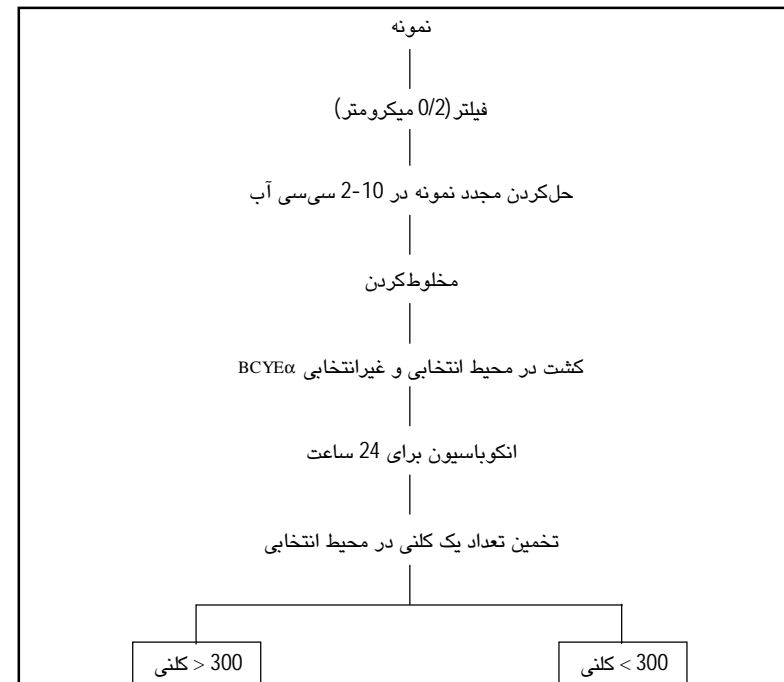 نمونه
فیلتر (0/2 میکرومتر)
حل‌کردن مجدد نمونه در 10-2 سی‌سی آب
مخلوط‌کردن
کشت در محیط انتخابی و غیرانتخابی BCYEα
انکوباسیون برای 24 ساعت
تخمین تعداد یک کلنی در محیط انتخابی
300 > کلنی
300 < کلنی